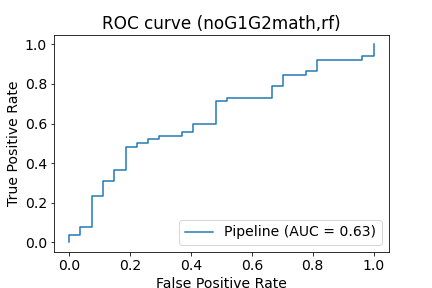 ROC curve (noG1G2math,rf)
True Positive Rate
1.0
0.8
0.6
0.4
0.2
0.0
Pipeline (AUC = 0.63)
0.0 0.2 0.4 0.6 0.8 1.0
False Positive Rate